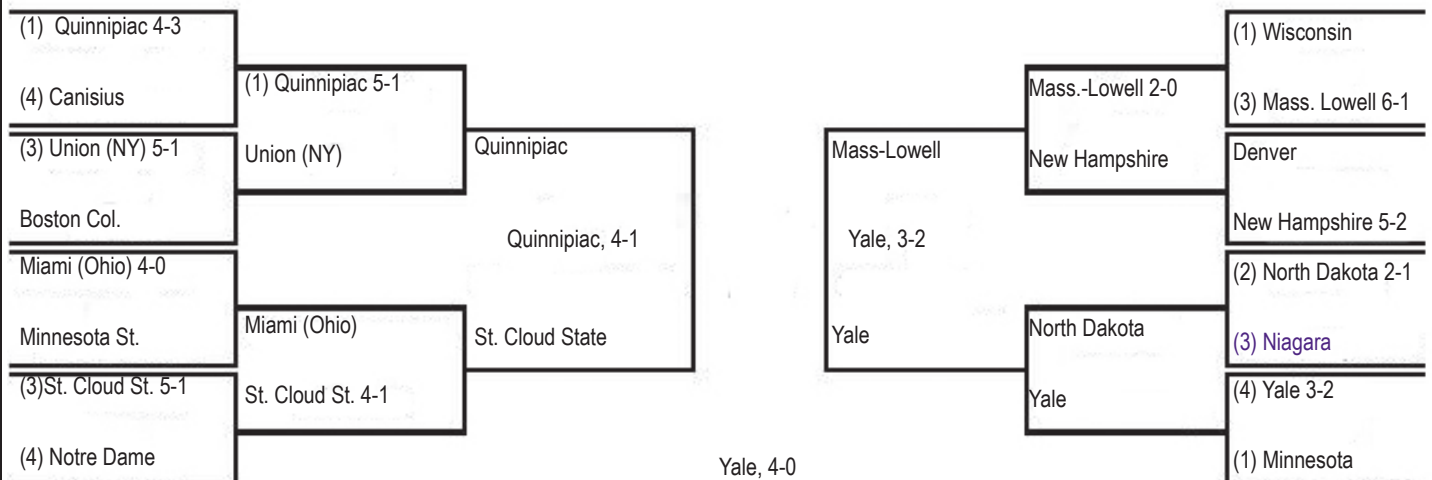 (1) Quinnipiac 4-3
(4) Canisius
(3) Union (NY) 5-1
Boston Col.
Miami (Ohio) 4-0
Minnesota St.
(3)St. Cloud St. 5-1
(4) Notre Dame
(1) Quinnipiac 5-1
Union (NY)
Miami (Ohio)
St. Cloud St. 4-1
Quinnipiac
St. Cloud State
Quinnipiac, 4-1
Yale, 4-0
Yale, 3-2
Mass-Lowell
Yale
Mass.-Lowell 2-0
New Hampshire
North Dakota
Yale
(1) Wisconsin
(3) Mass. Lowell 6-1
Denver
New Hampshire 5-2
(2) North Dakota 2-1
(3) Niagara
(4) Yale 3-2
(1) Minnesota